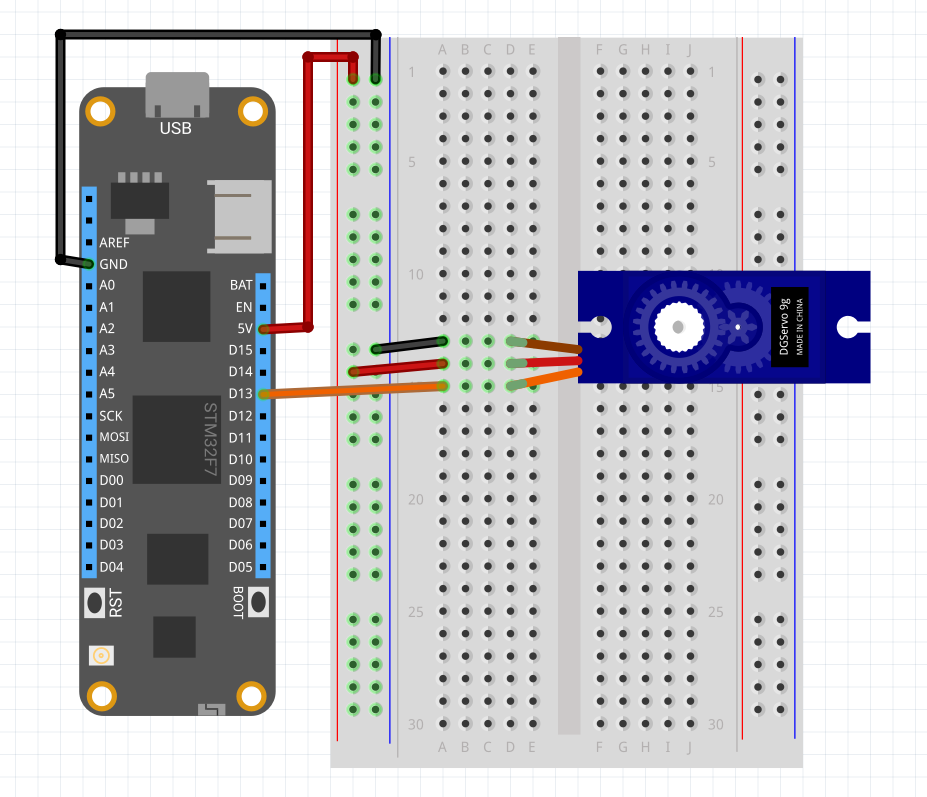 USB
AREF
GND
A0
A1
A2
A3
A4
A5
SCK
MOSI
MISO
D00
D01
D02
D03
D04
BAT
EN
5V
D15
D14
D13
D12
D11
D10
D09
D08
D07
D06
D05
STM32F7
RST
BOOT
A B C D E F G H I J
1 1
5 5
10
15
20 20
25 25
30 30
A B C D E F G H I J
DGServo 9g
MADE IN CHINA